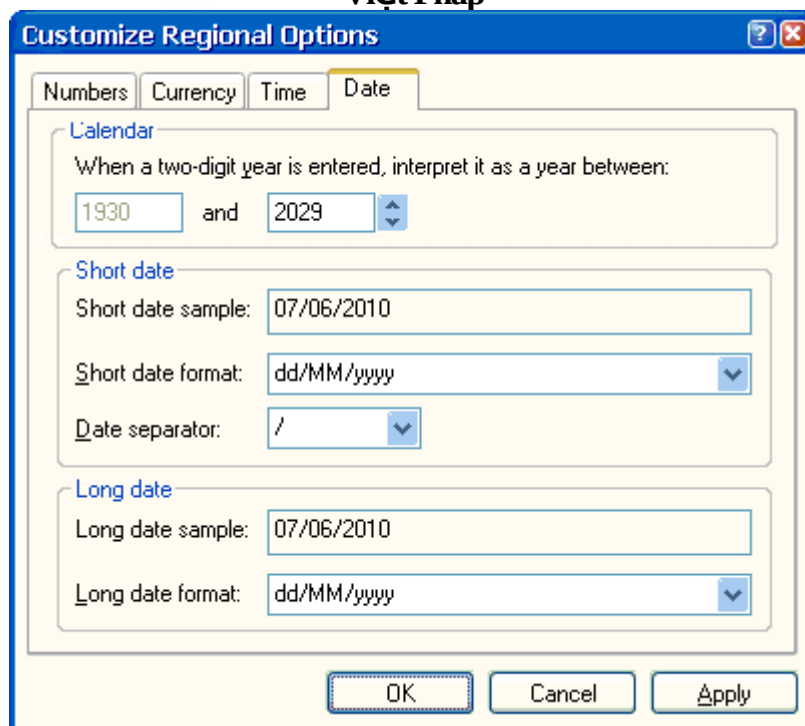 Việt Pháp
Customize Regional Options
Numbers Currency Time Date
Calendar
When a two-digit year is entered, interpret it as a year between:
1930 and 2029
Short date
Short date sample: 07/06/2010
Short date format: dd/MM/yyyy
Date separator: /
Long date
Long date sample: 07/06/2010
Long date format: dd/MM/yyyy
OK Cancel Apply